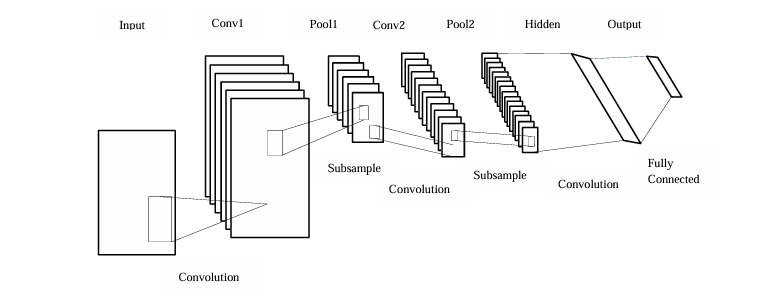 Input
Conv1
Pool1
Conv2
Pool2
Hidden
Output
Subsample
Convolution
Subsample
Convolution
Fully
Connected
Convolution